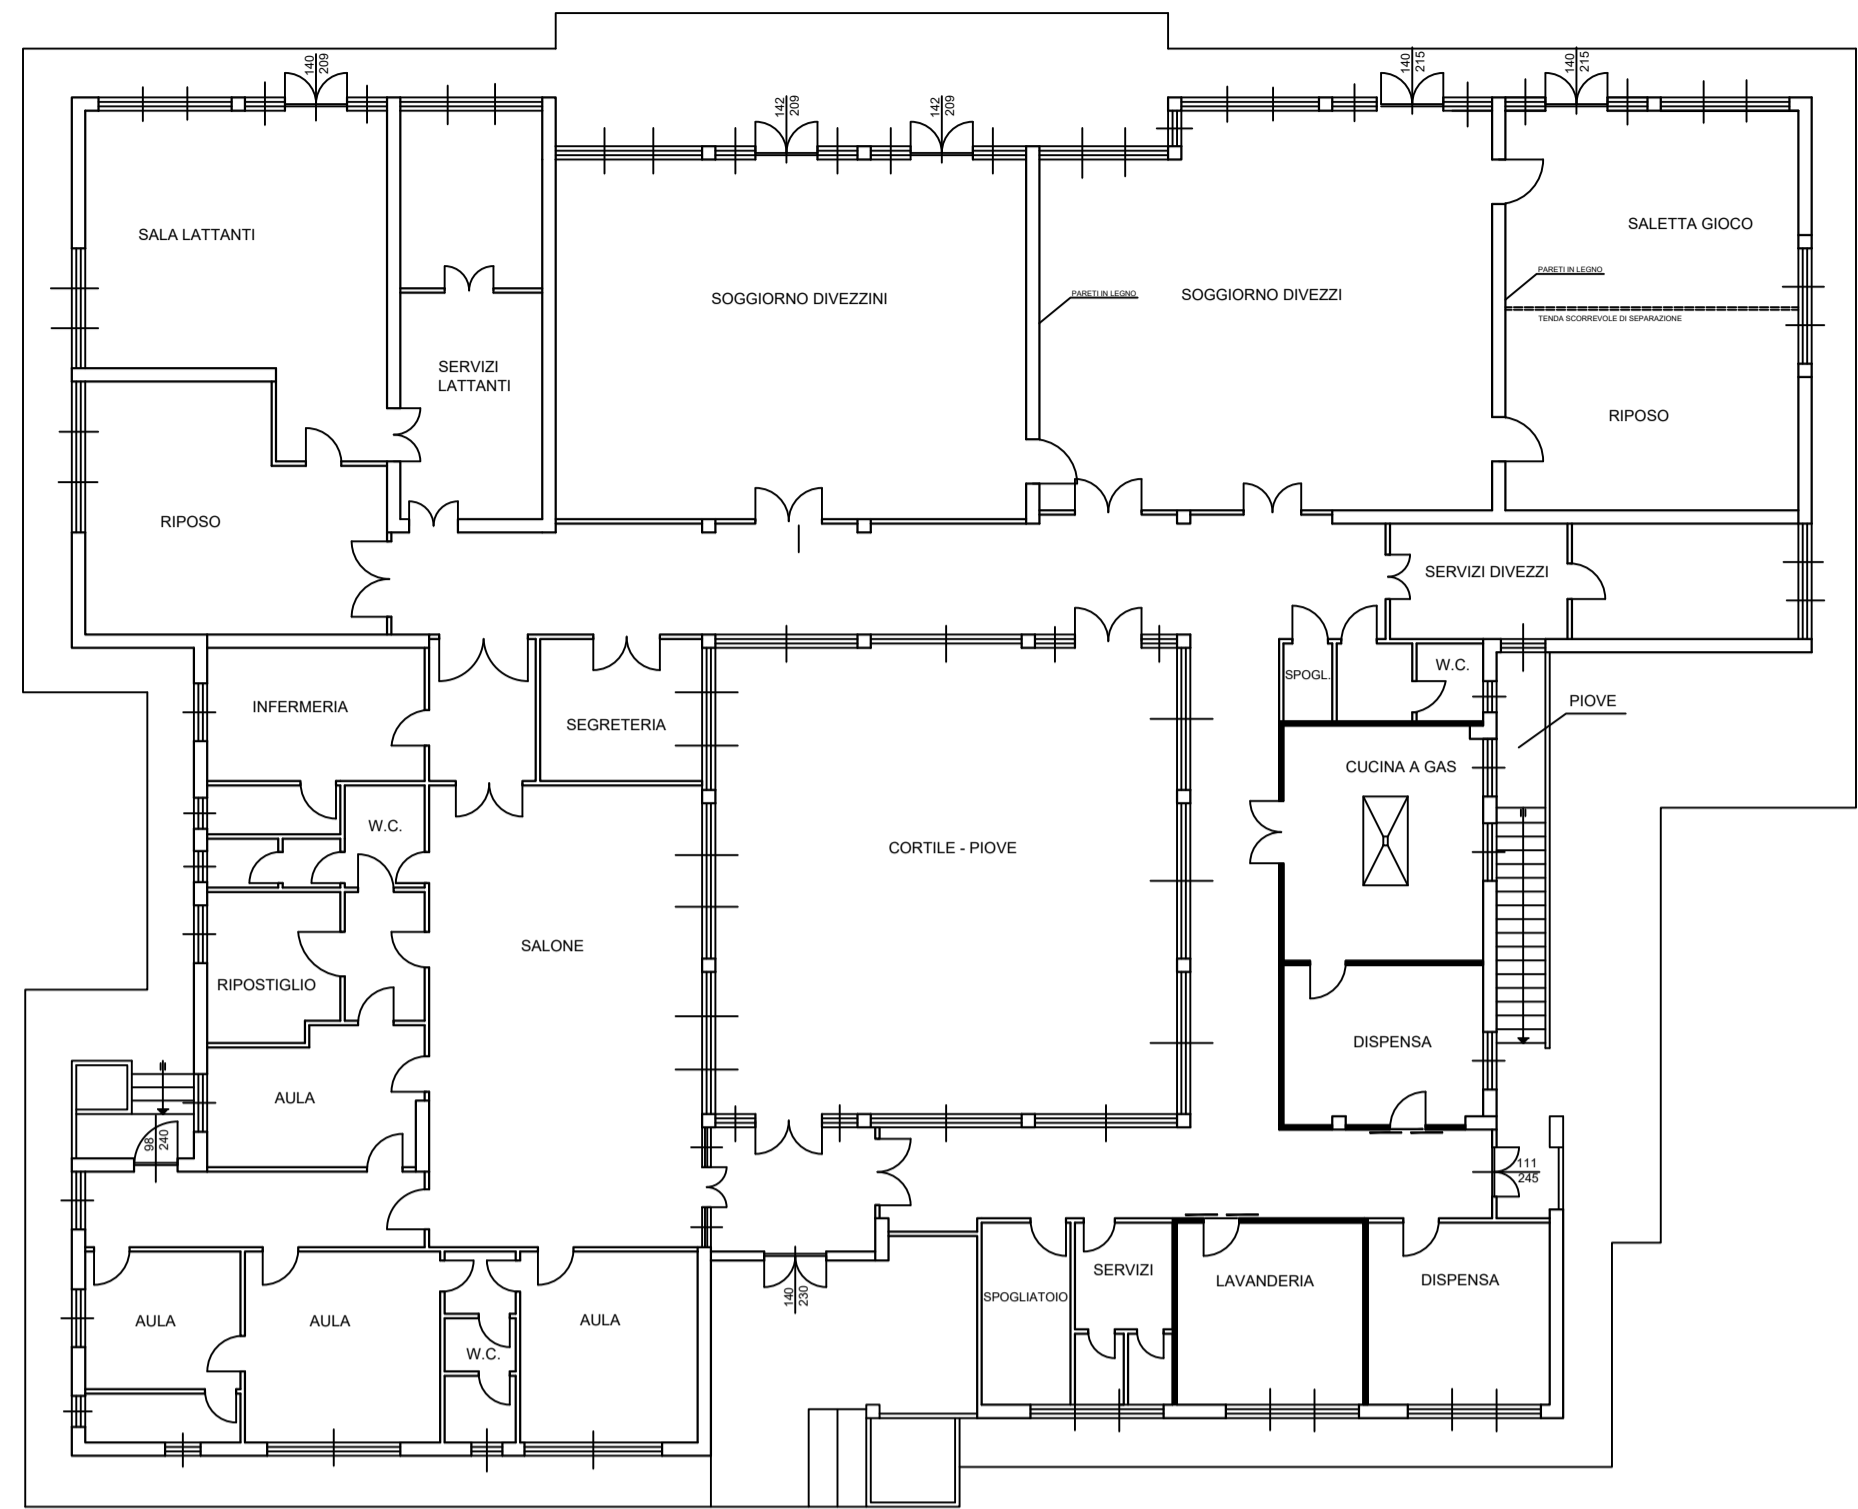 140
209
142
209
142
209
140
215
140
215
SALA LATTANTI
SALETTA GIOCO
PARETI IN LEGNO
PARETI IN LEGNO
SOGGIORNO DIVEZZINI
SOGGIORNO DIVEZZI
TENDA SCORREVOLE DI SEPARAZIONE
SERVIZI
LATTANTI
RIPOSO
RIPOSO
SERVIZI DIVEZZI
W.C.
SPOGL.
PIOVE
INFERMERIA
SEGRETERIA
CUCINA A GAS
W.C.
CORTILE - PIOVE
SALONE
RIPOSTIGLIO
DISPENSA
AULA
98
240
111
245
SERVIZI
LAVANDERIA
DISPENSA
SPOGLIATOIO
140
230
AULA
AULA
AULA
W.C.